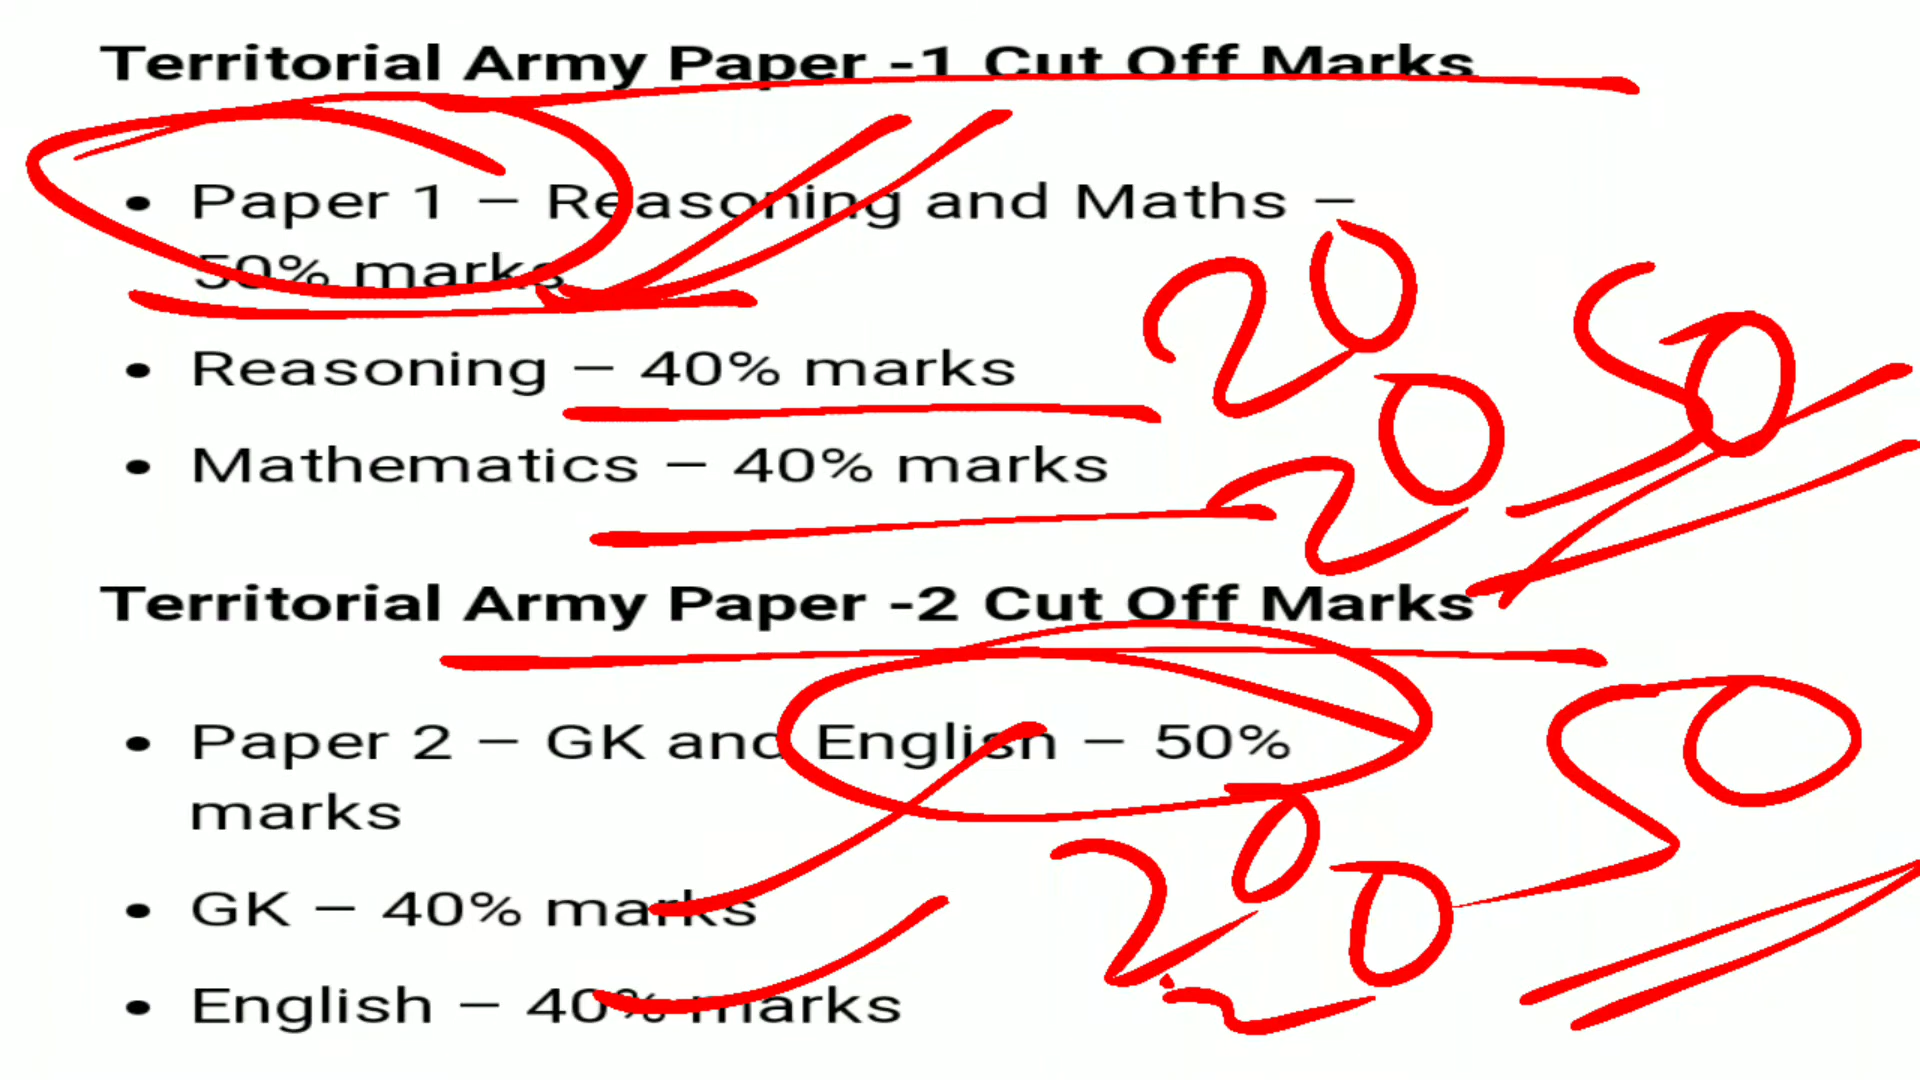 Territorial Army Paper -1 Cut Off Marks
• Paper 1 – Reasoning and Maths –
50% marks
20
50
• Reasoning – 40% marks
20
• Mathematics – 40% marks
Territorial Army Paper -2 Cut Off Marks
• Paper 2 – GK and English – 50%
50
marks
20
• GK – 40% marks
20
• English – 40% marks